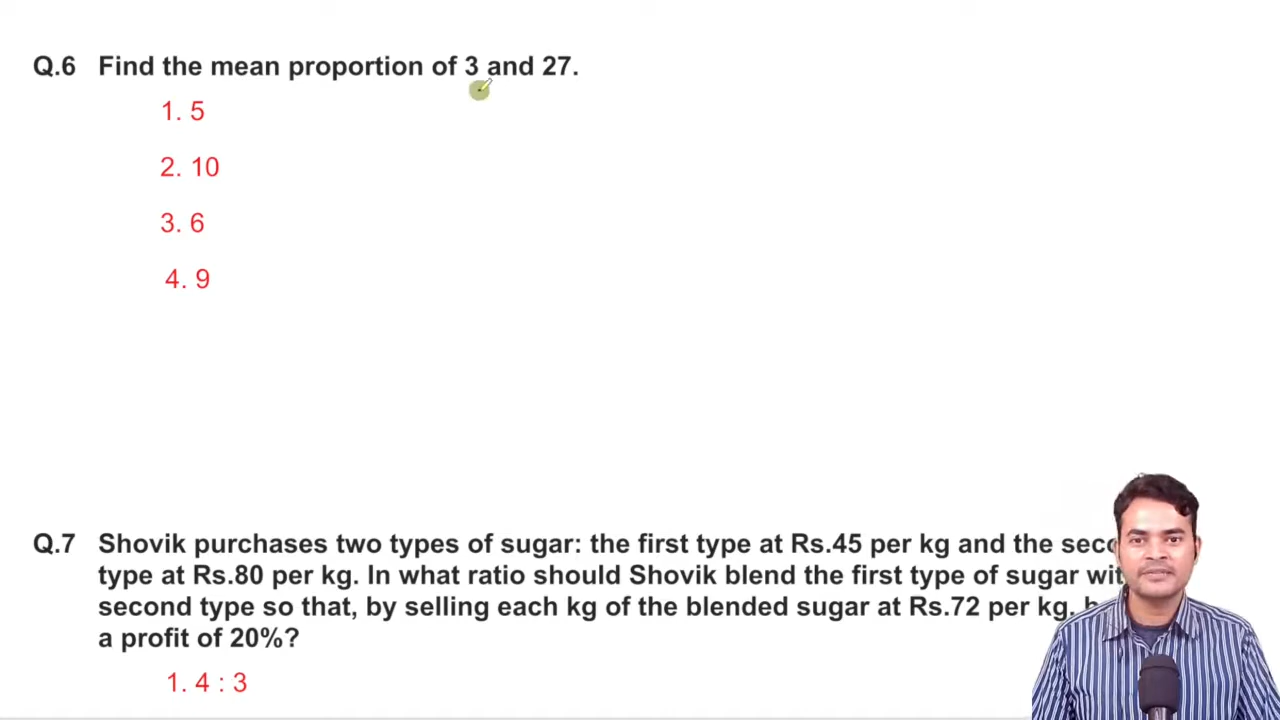 Q.6 Find the mean proportion of 3 and 27.
1. 5
2. 10
3. 6
4. 9
Q.7 Shovik purchases two types of sugar: the first type at Rs.45 per kg and the
type at Rs.80 per kg. In what ratio should Shovik blend the first type of sugar
second type so that, by selling each kg of the blended sugar at Rs.72 per kg,
a profit of 20%?
1. 4 : 3